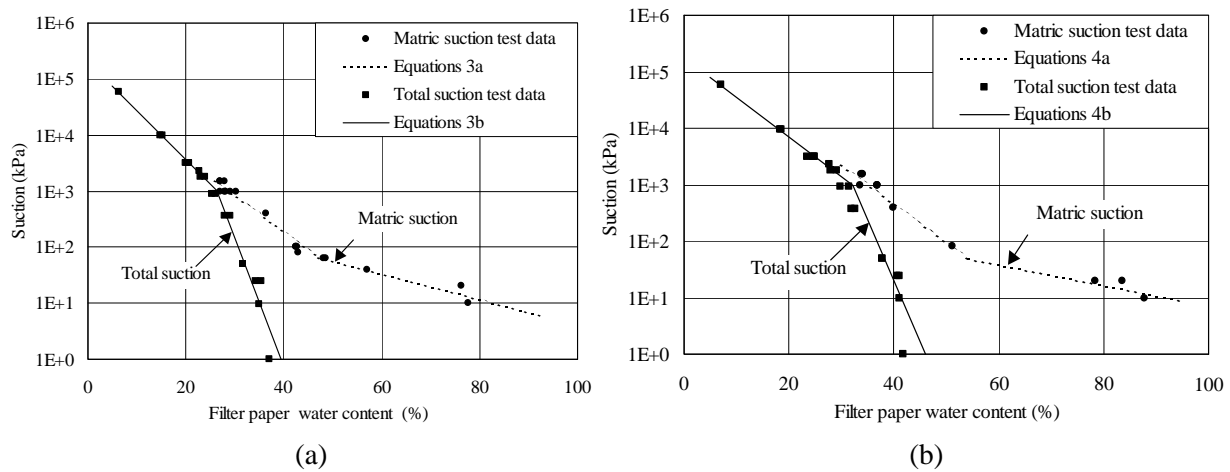 1E+6
1E+5
1E+4
1E+3
1E+2
1E+1
1E+0
Suction (kPa)
Matric suction test data
Equations 3a
Total suction test data
Equations 3b
Matric suction
Total suction
0 20 40 60 80 100
Filter paper water content (%)
(a)
1E+6
1E+5
1E+4
1E+3
1E+2
1E+1
1E+0
Suction (kPa)
Matric suction test data
Equations 4a
Total suction test data
Equations 4b
Matric suction
Total suction
0 20 40 60 80 100
Filter paper water content (%)
(b)